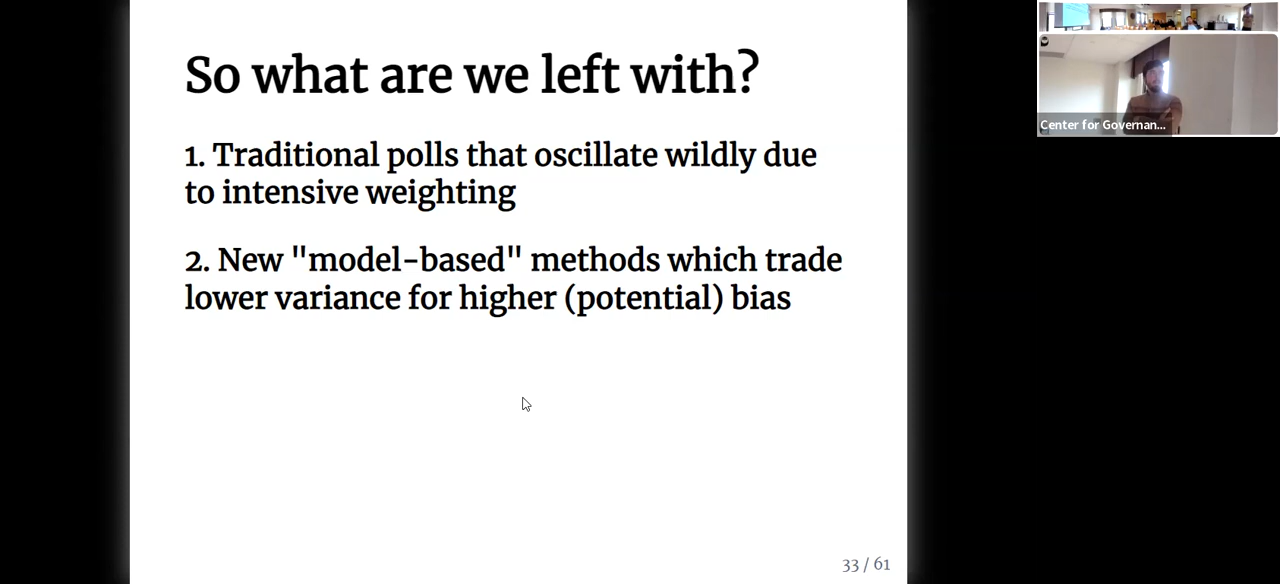 So what are we left with?
1. Traditional polls that oscillate wildly due
to intensive weighting
2. New "model-based" methods which trade
lower variance for higher (potential) bias
33 / 61
Center for Governan...